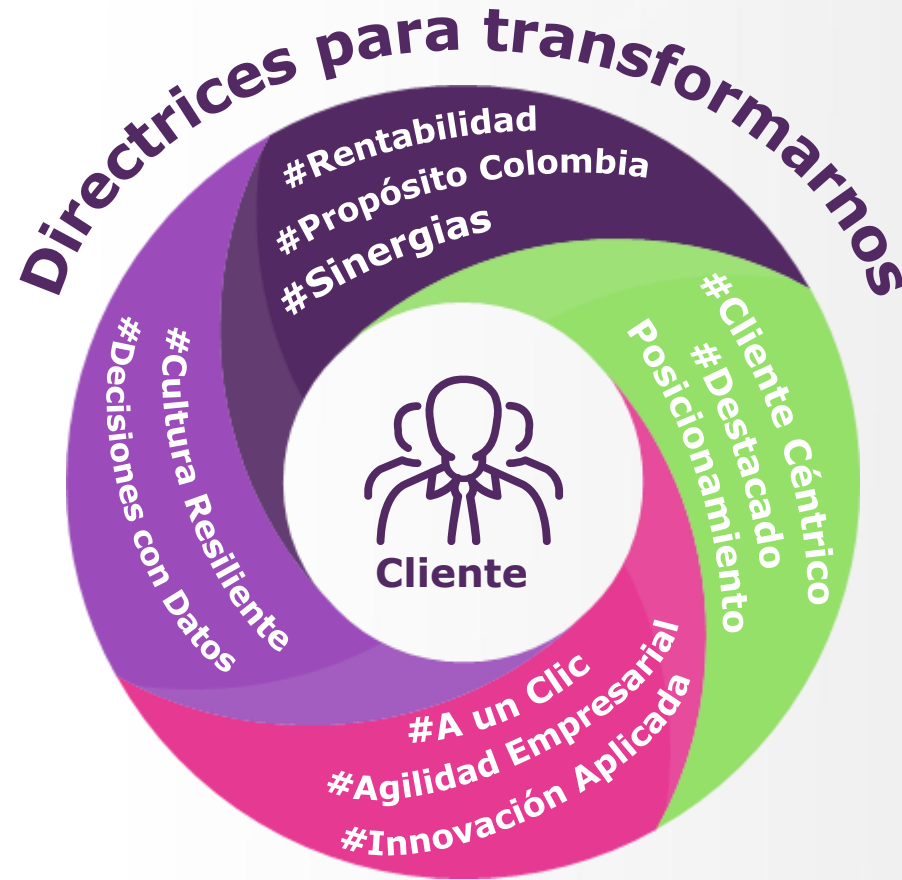 Directrices para transformarnos
#Rentabilidad
#Propósito Colombia
#Sinergias
#Cliente Céntrico
#Destacado
Posicionamiento
#A un Clic
#Agilidad Empresarial
#Innovación Aplicada
#Cultura Resiliente
#Decisiones con Datos
Cliente